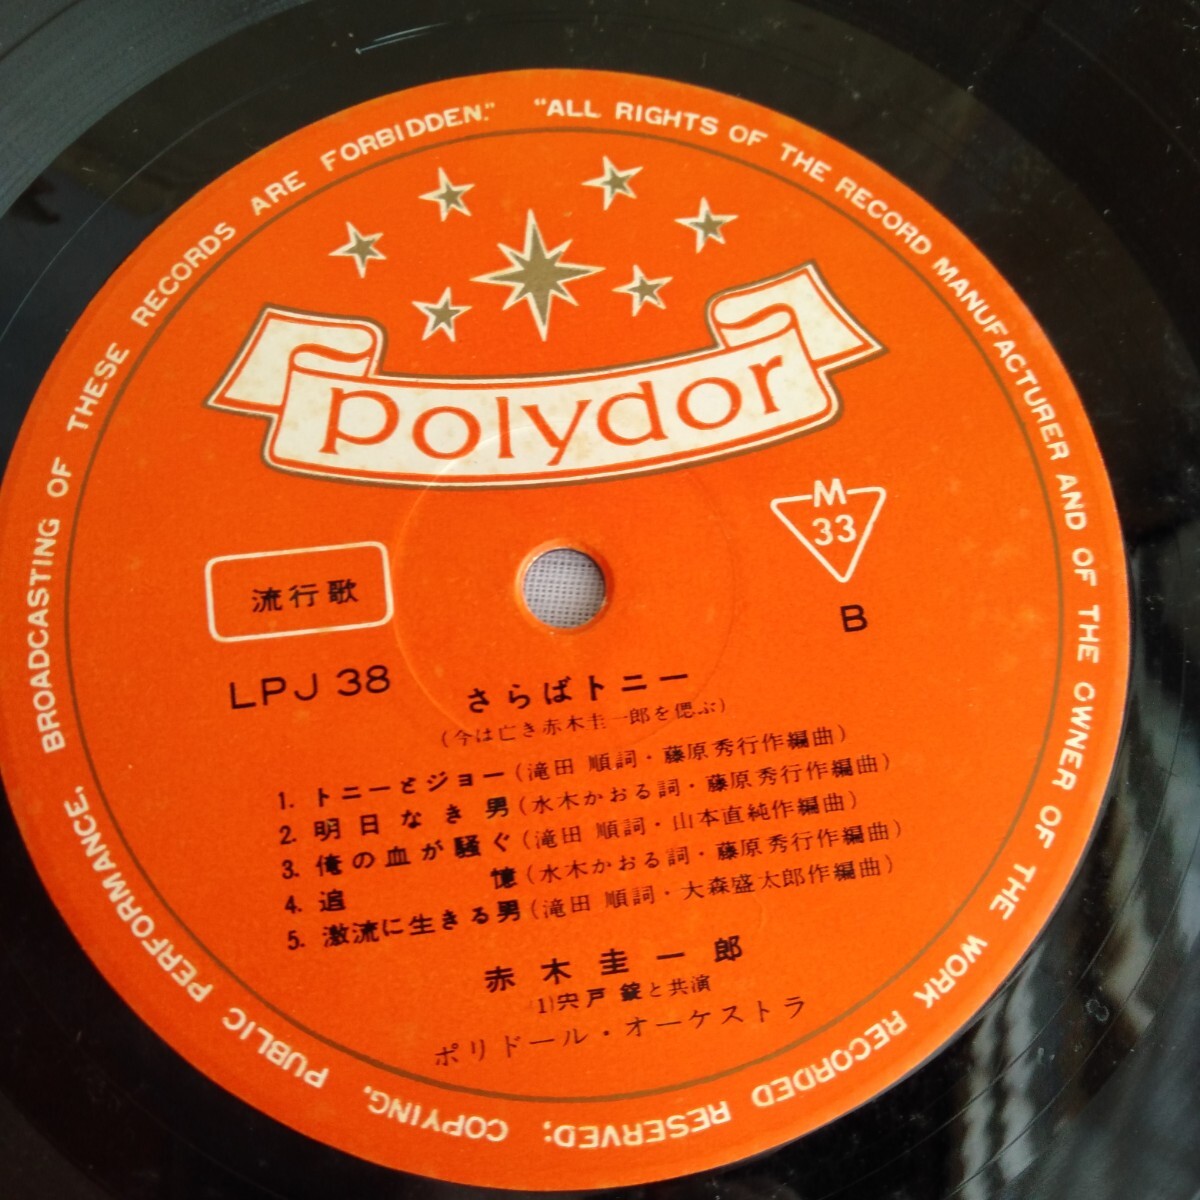 "ALL RIGHTS OF THE RECORD MANUFACTURER AND OF THE OWNER OF THE WORK RECORDED RESERVED: COPYING, PUBLIC PERFORMANCE, BROADCASTING OF THESE RECORDS ARE FORBIDDEN."
polydor
M
33
流行歌
B
LPJ 38
さらばトニー
(今は亡き赤木圭一郎を偲ぶ)
1. トニーとジョー(滝田 順詞・藤原秀行作編曲)
2. 明日なき男(水木かおる詞・藤原秀行作編曲)
3. 俺の血が騒ぐ(滝田 順詞・山本直純作編曲)
4. 追憶(水木かおる詞・藤原秀行作編曲)
5. 激流に生きる男(滝田 順詞・大森盛太郎作編曲)
赤木圭一郎
(1)宍戸 錠と共演
ポリドール・オーケストラ